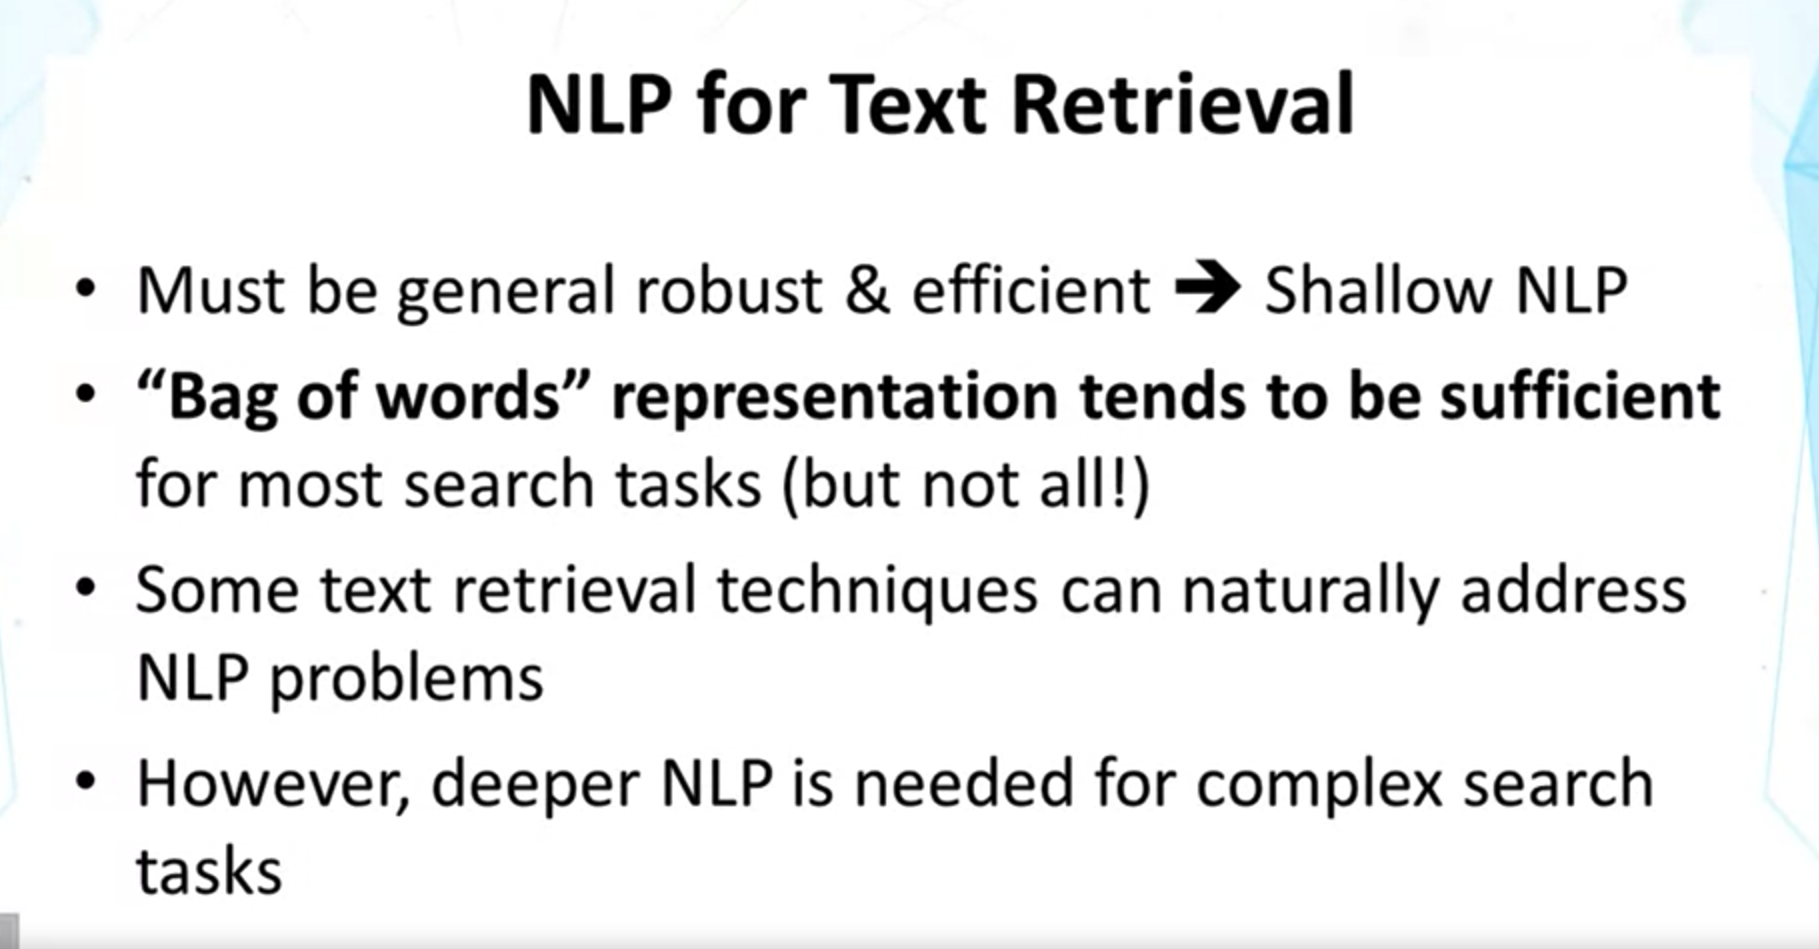 NLP for Text Retrieval
• Must be general robust & efficient ➔ Shallow NLP
• “Bag of words” representation tends to be sufficient
for most search tasks (but not all!)
• Some text retrieval techniques can naturally address
NLP problems
• However, deeper NLP is needed for complex search
tasks